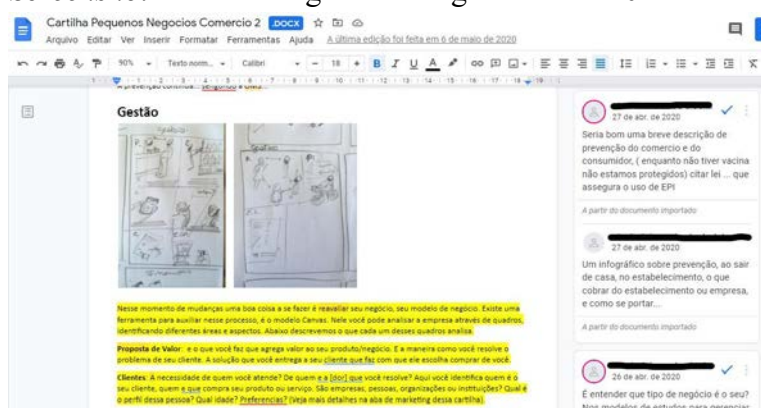 Cartilha Pequenos Negocios Comercio 2 .DOCX
Arquivo Editar Ver Inserir Formatar Ferramentas Ajuda A última edição foi feita em 6 de maio de 2020
90% Texto norm... Calibri 18 B I U A
A prevenção continua... segundo a OMS...
Gestão
Nesse momento de mudanças uma boa coisa a se fazer é reavaliar seu negócio, seu modelo de negócio. Existe uma
ferramenta para auxiliar nesse processo, é o modelo Canvas. Nele você pode analisar a empresa através de quadros,
identificando diferentes áreas e aspectos. Abaixo descrevemos o que cada um desses quadros analisa.
Proposta de Valor: e o que você faz que agrega valor ao seu produto/negócio. E a maneira como você resolve o
problema de seu cliente. A solução que você entrega a seu cliente que faz com que ele escolha comprar de você.
Clientes: A necessidade de quem você atende? De quem e a [dor] que você resolve? Aqui você identifica quem é o
seu cliente, quem e que compra seu produto ou serviço. São empresas, pessoas, organizações ou instituições? Qual é
o perfil dessa pessoa? Qual idade? Preferencias? (Veja mais detalhes na aba de marketing dessa cartilha).
27 de abr. de 2020
Seria bom uma breve descrição de
prevenção do comercio e do
consumidor, ( enquanto não tiver vacina
não estamos protegidos) citar lei ... que
assegura o uso de EPI
A partir do documento importado
27 de abr. de 2020
Um infográfico sobre prevenção, ao sair
de casa, no estabelecimento, o que
cobrar do estabelecimento ou empresa,
e como se portar...
A partir do documento importado
26 de abr. de 2020
É entender que tipo de negócio é o seu?
Nos modelos de estudos para gerenciar